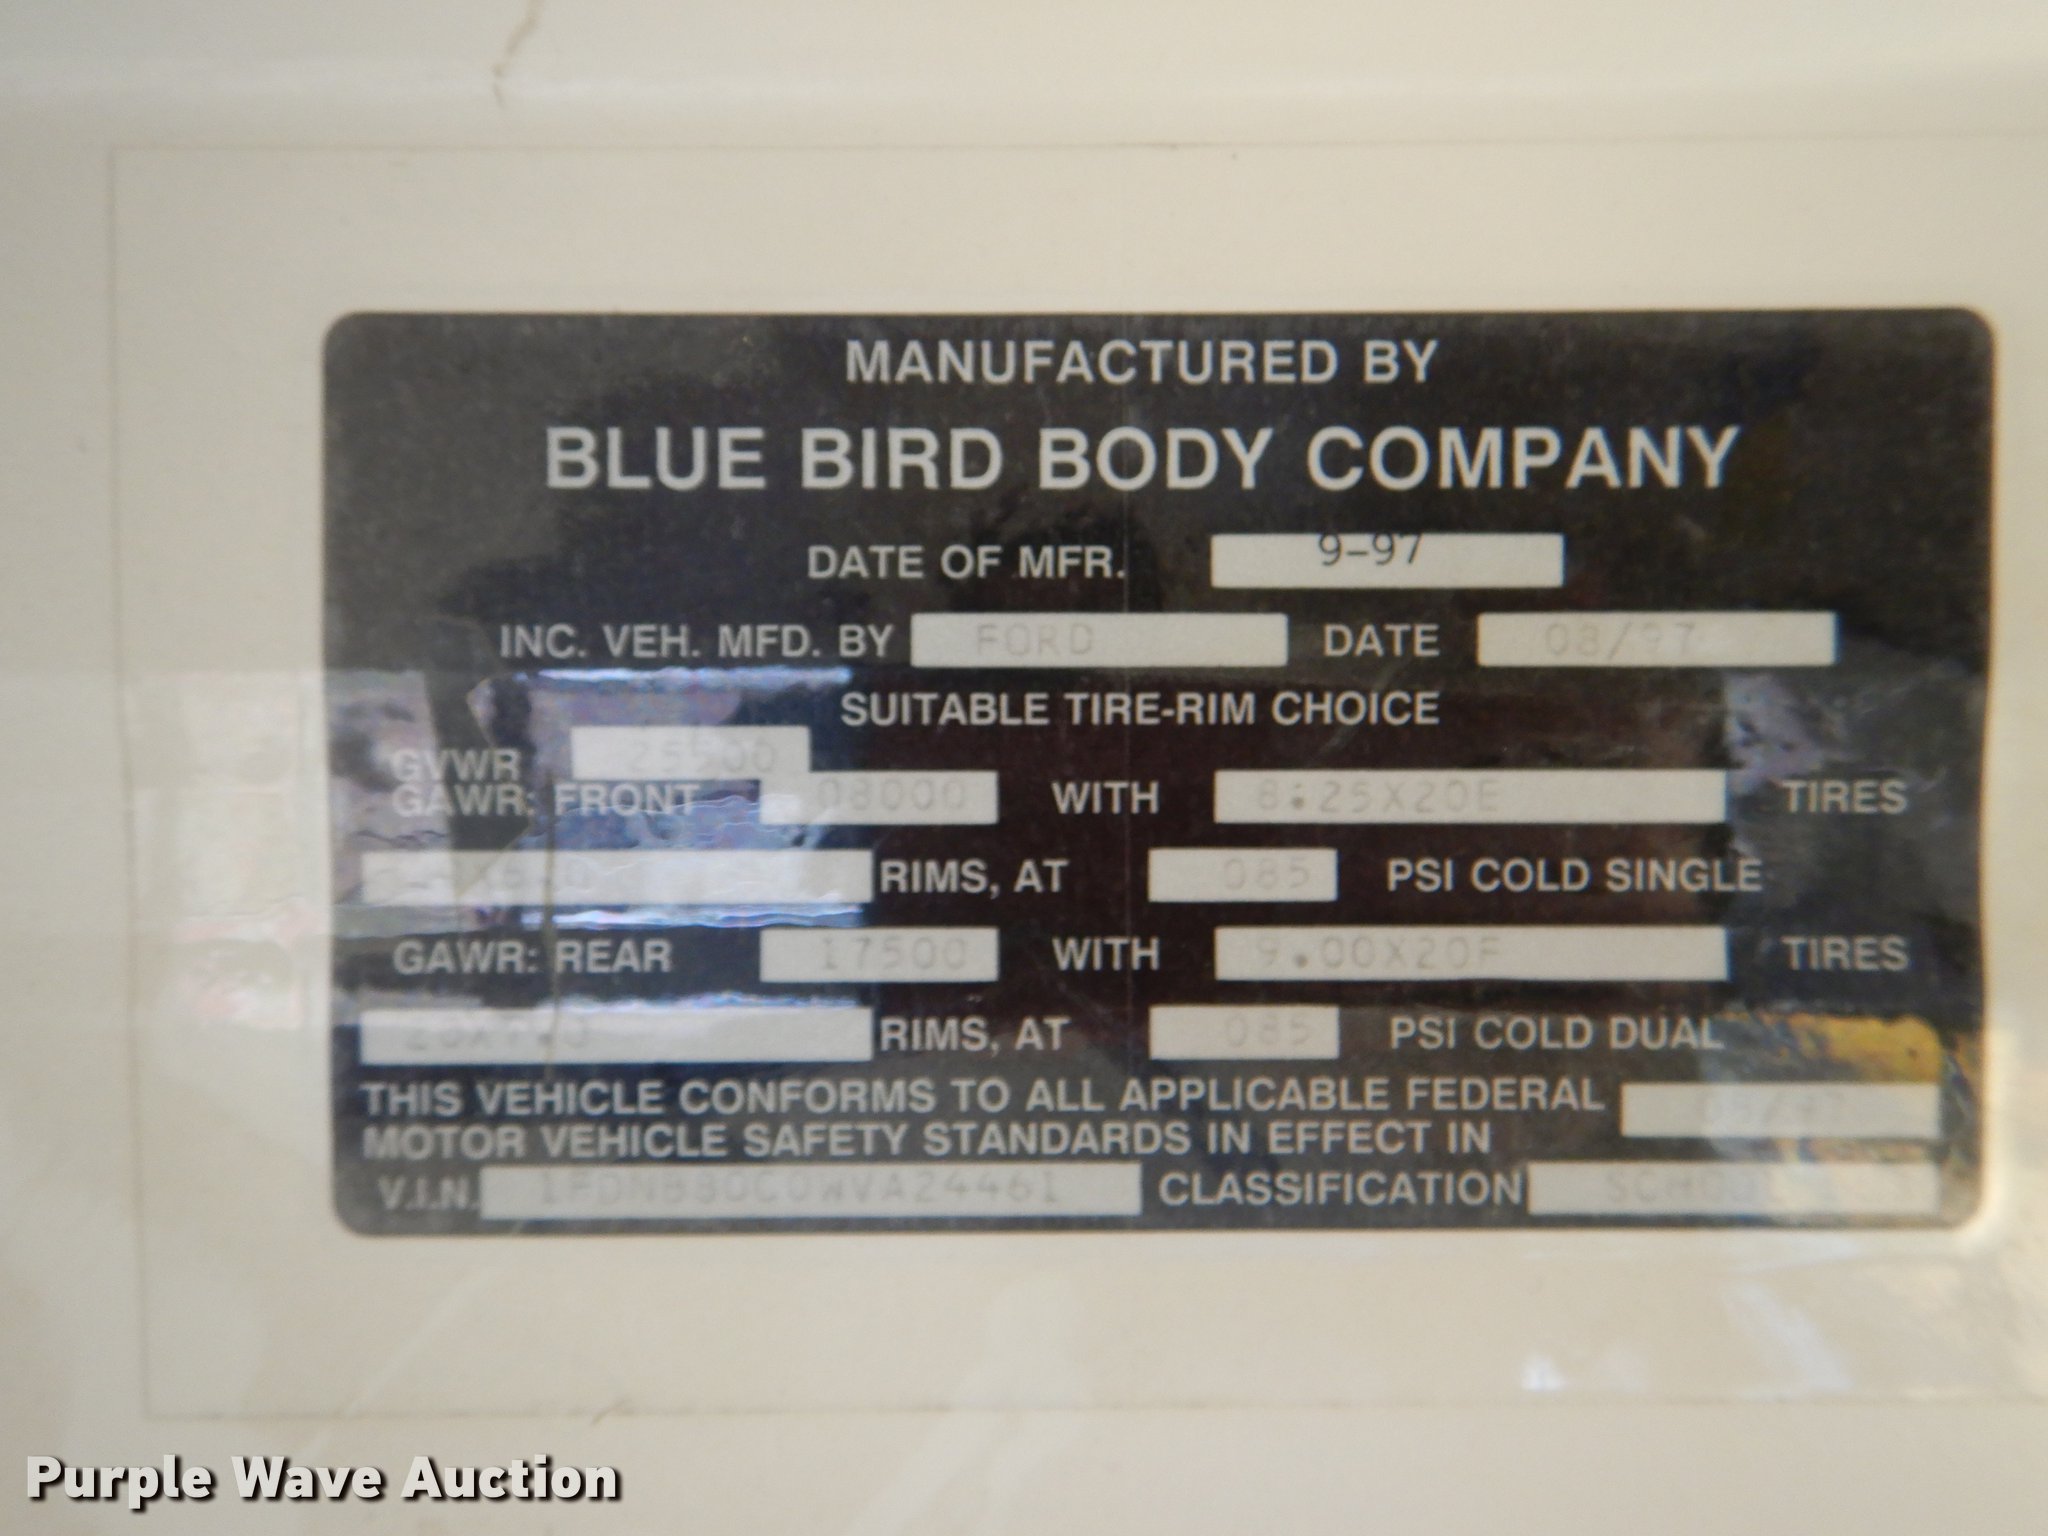 MANUFACTURED BY
BLUE BIRD BODY COMPANY
DATE OF MFR. 9-97
INC. VEH. MFD. BY FORD DATE 08/97
SUITABLE TIRE-RIM CHOICE
GVWR 25500
GAWR: FRONT 08000 WITH 8.25X20E TIRES
RIMS, AT 085 PSI COLD SINGLE
GAWR: REAR 17500 WITH 9.00X20F TIRES
20X7.0 RIMS, AT 085 PSI COLD DUAL
THIS VEHICLE CONFORMS TO ALL APPLICABLE FEDERAL
MOTOR VEHICLE SAFETY STANDARDS IN EFFECT IN
V.I.N. 1FDNB80C0WVA24461 CLASSIFICATION SCHOOL
Purple Wave Auction